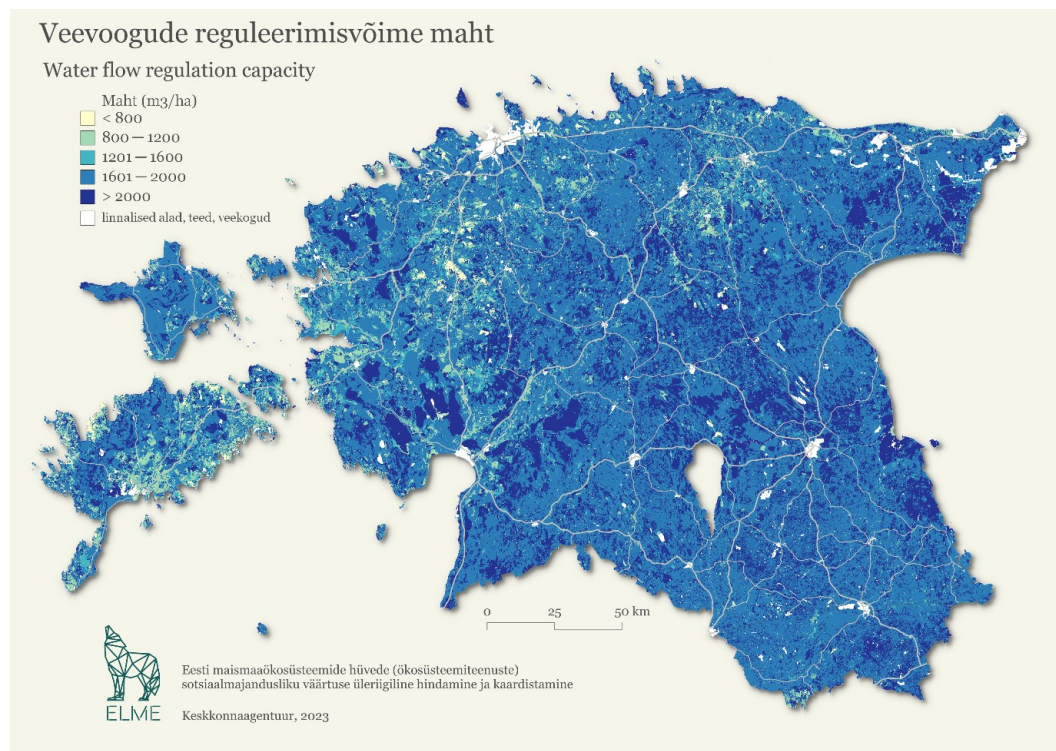 Veevoogude reguleerimisvõime maht
Water flow regulation capacity
Maht (m3/ha)
< 800
800 — 1200
1201 — 1600
1601 — 2000
> 2000
linnalised alad, teed, veekogud
0 25 50 km
Eesti maismaaökosüsteemide hüvede (ökosüsteemiteenuste)
sotsiaalmajandusliku väärtuse üleriigiline hindamine ja kaardistamine
ELME
Keskkonnaagentuur, 2023